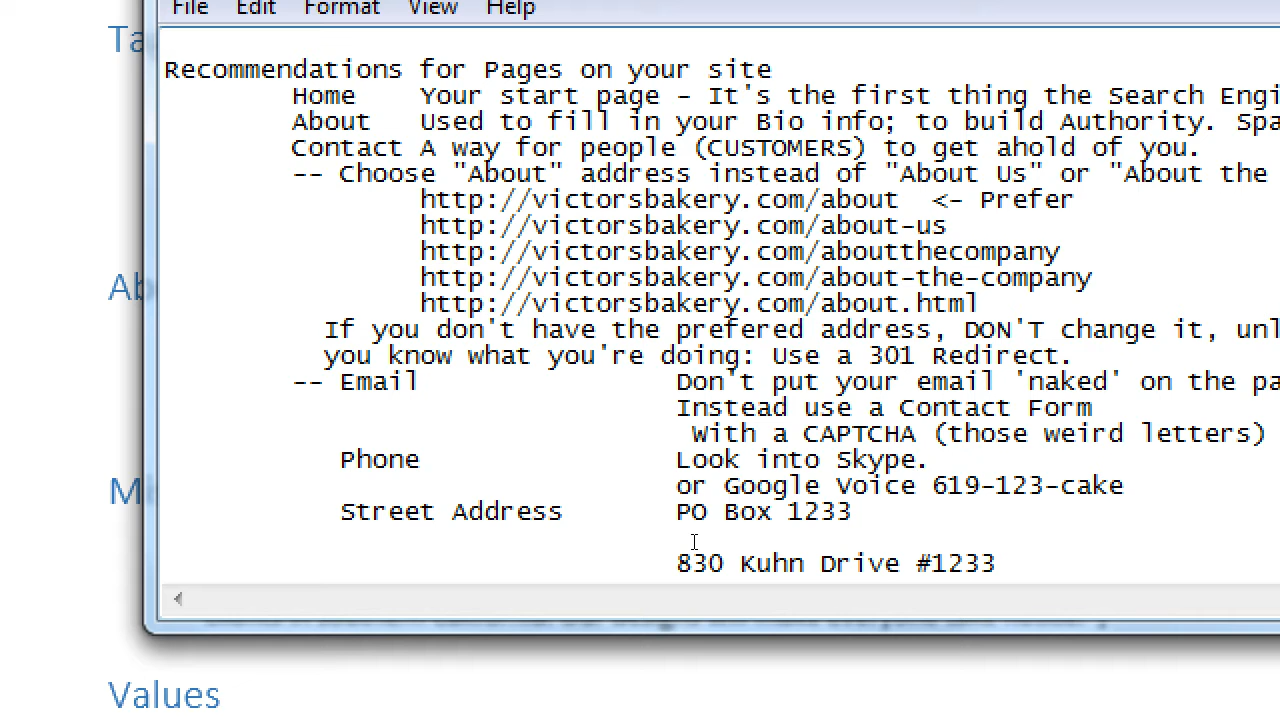 File Edit Format View Help
Recommendations for Pages on your site
Home Your start page - It's the first thing the Search Engi
About Used to fill in your Bio info; to build Authority. Spa
Contact A way for people (CUSTOMERS) to get ahold of you.
-- Choose "About" address instead of "About Us" or "About the
http://victorsbakery.com/about <- Prefer
http://victorsbakery.com/about-us
http://victorsbakery.com/aboutthecompany
http://victorsbakery.com/about-the-company
http://victorsbakery.com/about.html
If you don't have the prefered address, DON'T change it, unl
you know what you're doing: Use a 301 Redirect.
-- Email Don't put your email 'naked' on the pa
Instead use a Contact Form
With a CAPTCHA (those weird letters)
Phone Look into Skype.
or Google Voice 619-123-cake
Street Address PO Box 1233
830 Kuhn Drive #1233
Values